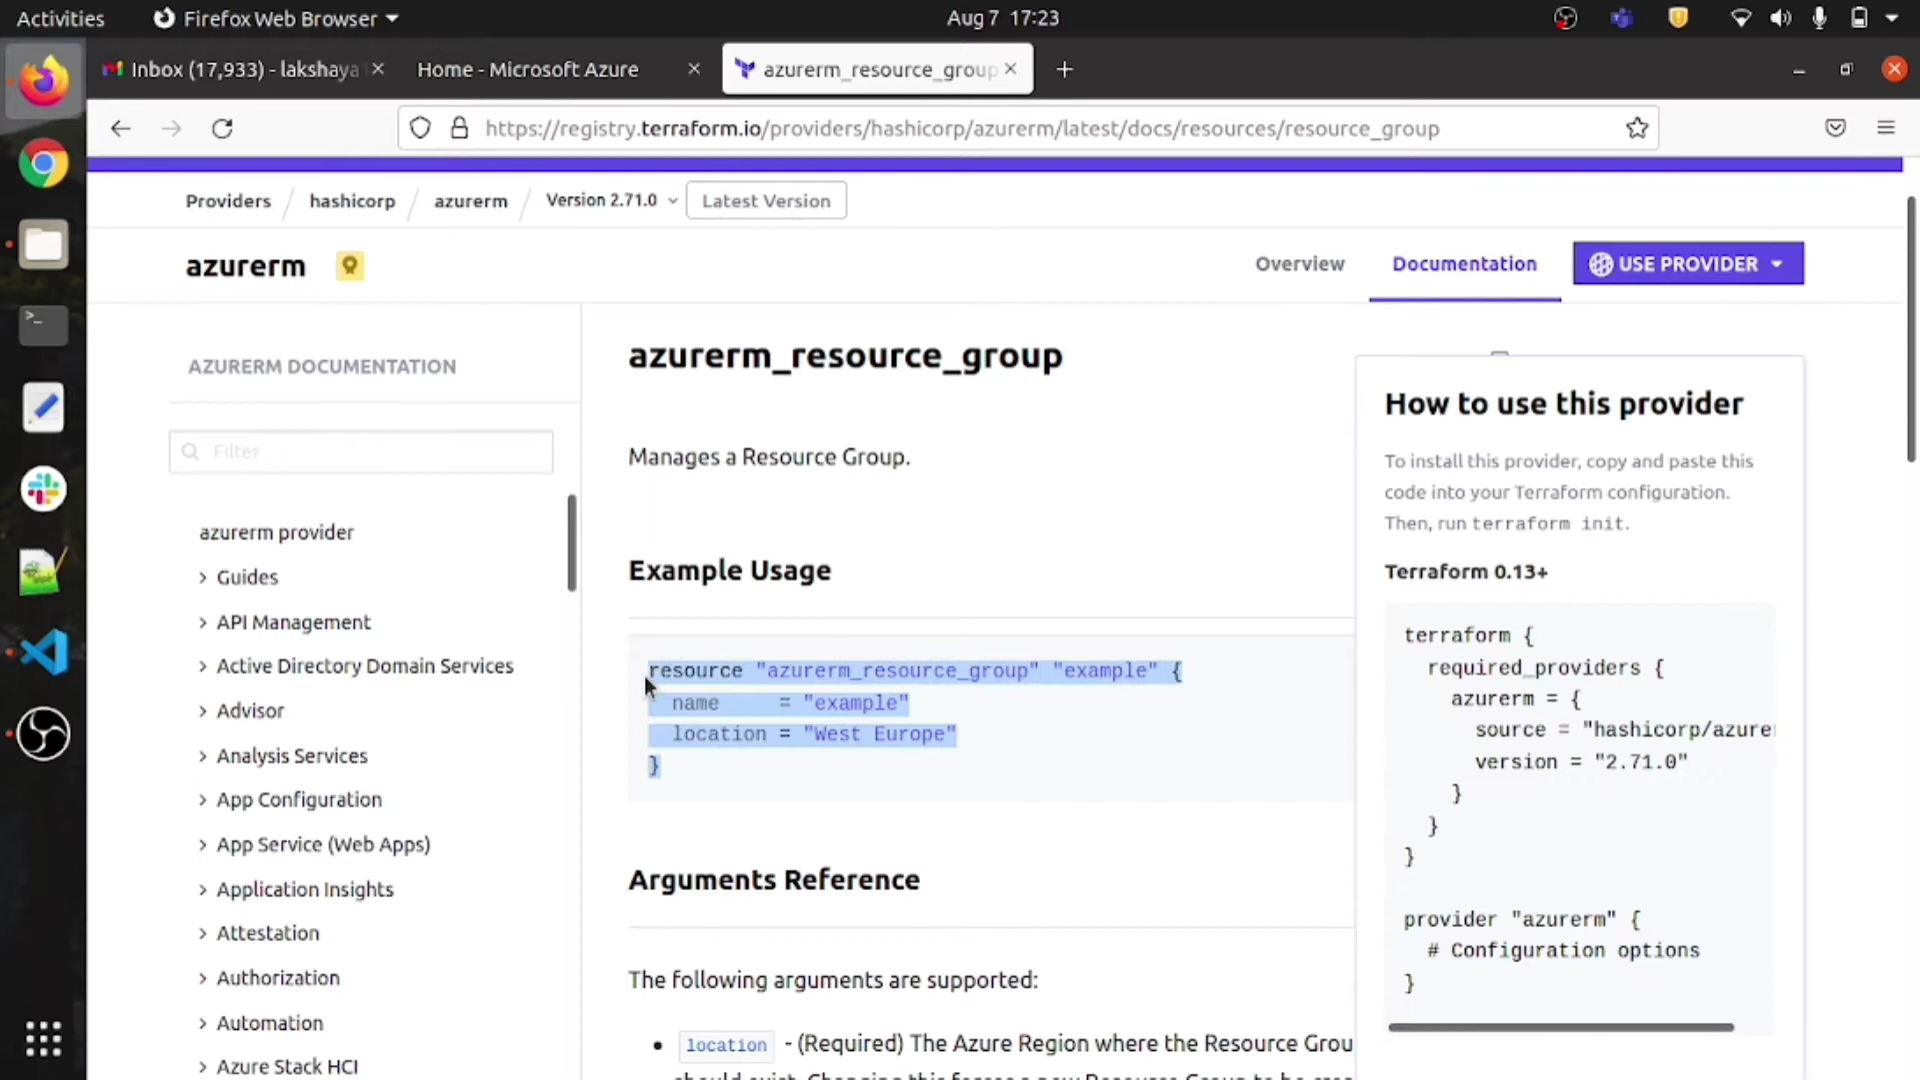 Activities
Firefox Web Browser
Aug 7 17:23
Inbox (17,933) - lakshaya
Home - Microsoft Azure
azurerm_resource_group
https://registry.terraform.io/providers/hashicorp/azurerm/latest/docs/resources/resource_group
Providers / hashicorp / azurerm / Version 2.71.0
Latest Version
azurerm
Overview
Documentation
USE PROVIDER
AZURERM DOCUMENTATION
Filter
azurerm provider
Guides
API Management
Active Directory Domain Services
Advisor
Analysis Services
App Configuration
App Service (Web Apps)
Application Insights
Attestation
Authorization
Automation
Azure Stack HCI
azurerm_resource_group
Manages a Resource Group.
Example Usage
resource "azurerm_resource_group" "example" {
name = "example"
location = "West Europe"
}
Arguments Reference
The following arguments are supported:
location - (Required) The Azure Region where the Resource Grou
How to use this provider
To install this provider, copy and paste this
code into your Terraform configuration.
Then, run terraform init.
Terraform 0.13+
terraform {
required_providers {
azurerm = {
source = "hashicorp/azurer
version = "2.71.0"
}
}
}
provider "azurerm" {
# Configuration options
}